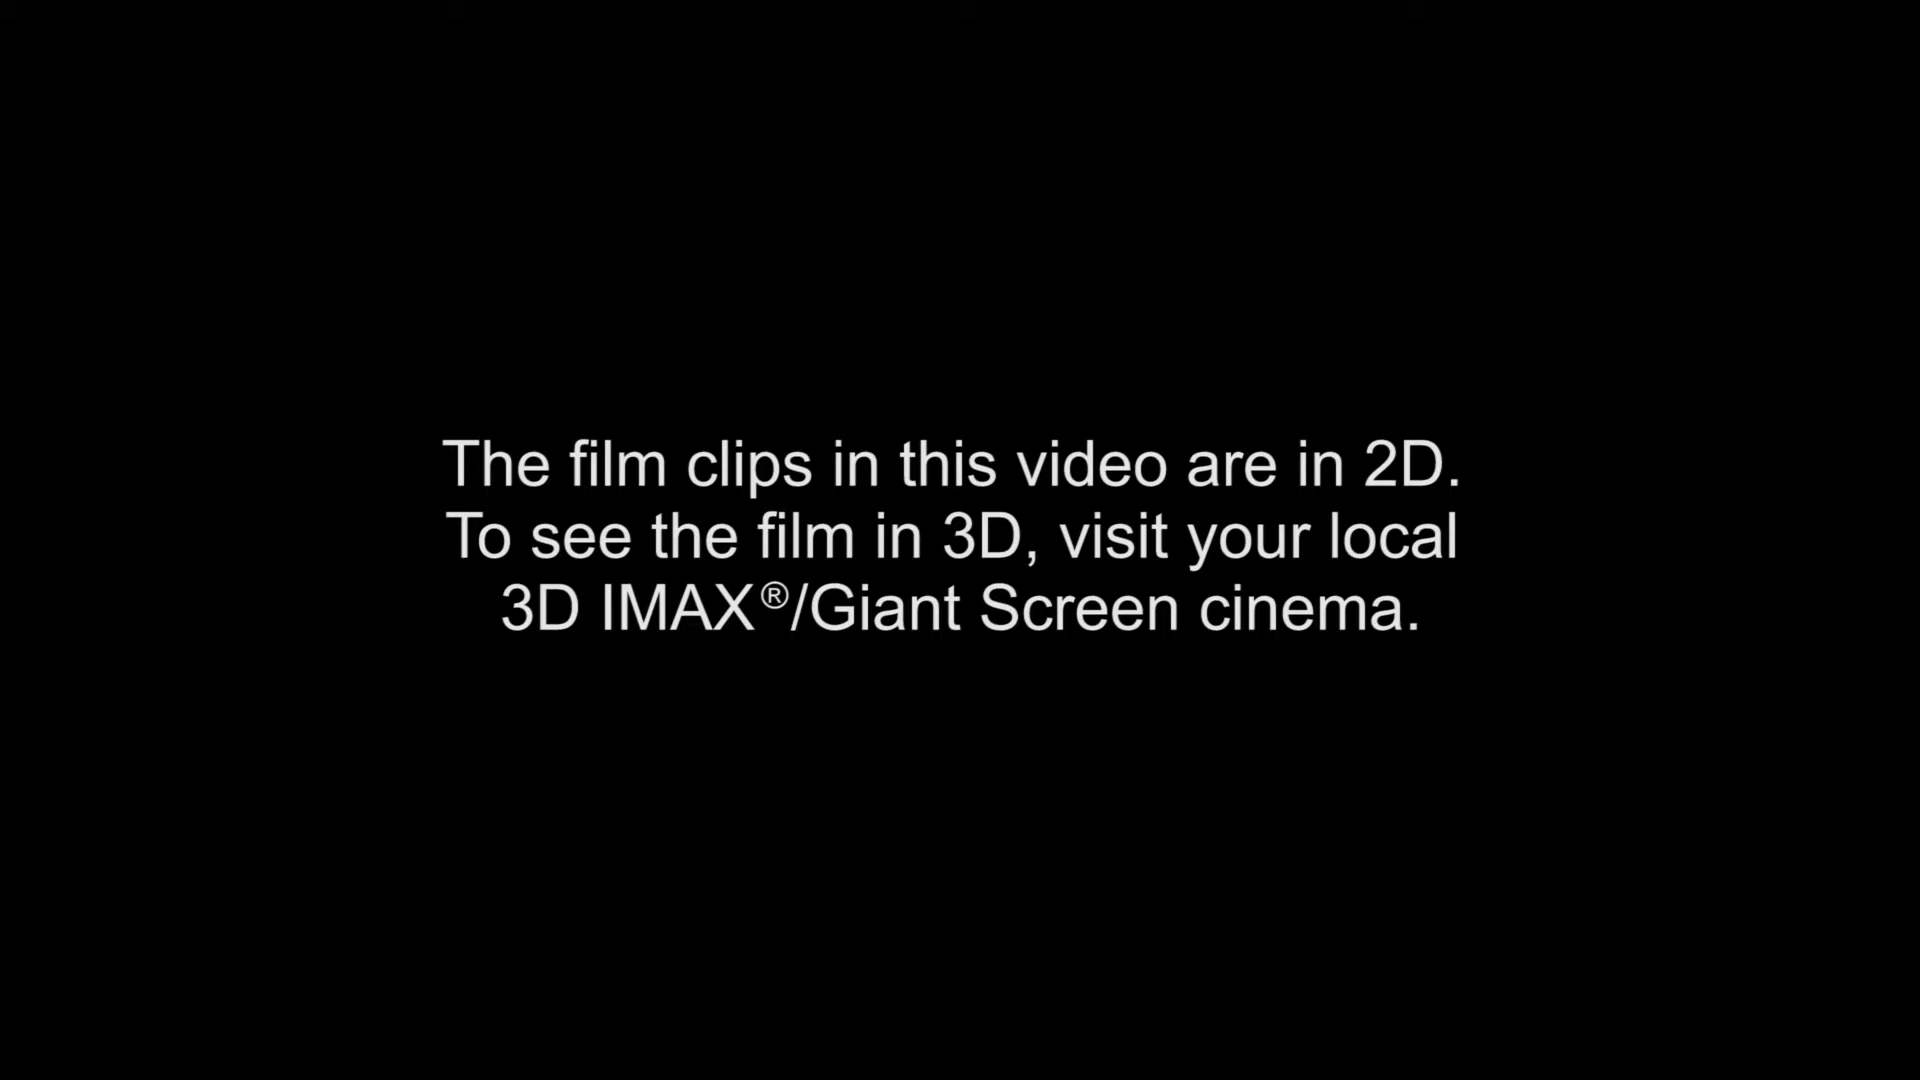 The film clips in this video are in 2D.
To see the film in 3D, visit your local
3D IMAX®/Giant Screen cinema.